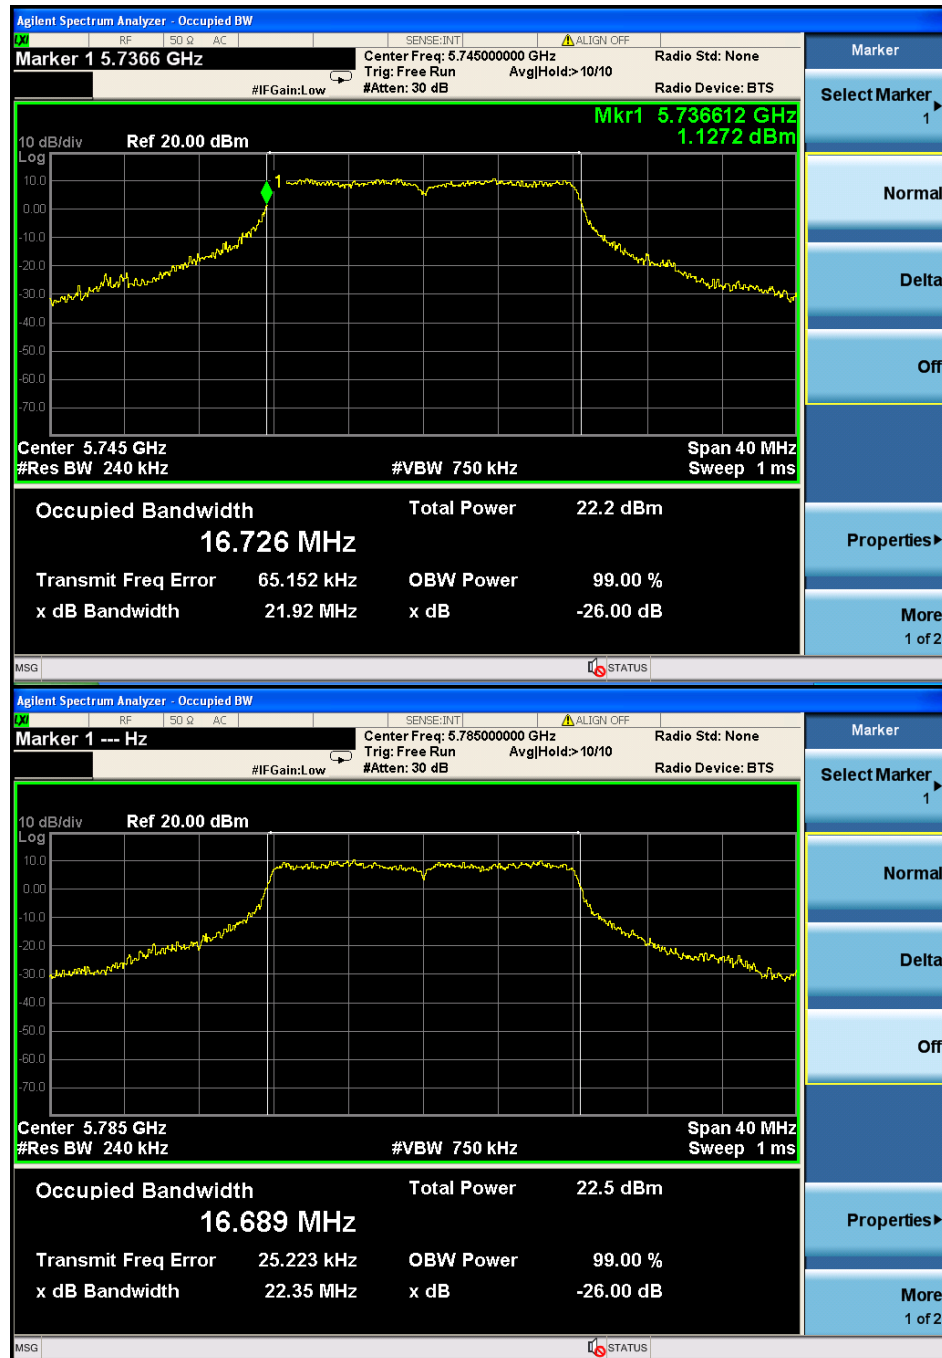 Agilent Spectrum Analyzer - Occupied BW
LXI RF 50 Ω AC SENSE:INT ALIGN OFF
Marker 1 5.7366 GHz
Center Freq: 5.745000000 GHz
Radio Std: None
Trig: Free Run Avg|Hold:> 10/10
#IFGain:Low #Atten: 30 dB Radio Device: BTS
Mkr1 5.736612 GHz
1.1272 dBm
10 dB/div Ref 20.00 dBm
Log
10.0
1
0.00
-10.0
-20.0
-30.0
-40.0
-50.0
-60.0
-70.0
Center 5.745 GHz Span 40 MHz
#Res BW 240 kHz #VBW 750 kHz Sweep 1 ms
Occupied Bandwidth Total Power 22.2 dBm
16.726 MHz
Transmit Freq Error 65.152 kHz OBW Power 99.00 %
x dB Bandwidth 21.92 MHz x dB -26.00 dB
MSG STATUS
Marker
Select Marker
1
Normal
Delta
Off
Properties
More
1 of 2
Agilent Spectrum Analyzer - Occupied BW
LXI RF 50 Ω AC SENSE:INT ALIGN OFF
Marker 1 --- Hz
Center Freq: 5.785000000 GHz
Radio Std: None
Trig: Free Run Avg|Hold:> 10/10
#IFGain:Low #Atten: 30 dB Radio Device: BTS
10 dB/div Ref 20.00 dBm
Log
10.0
0.00
-10.0
-20.0
-30.0
-40.0
-50.0
-60.0
-70.0
Center 5.785 GHz Span 40 MHz
#Res BW 240 kHz #VBW 750 kHz Sweep 1 ms
Occupied Bandwidth Total Power 22.5 dBm
16.689 MHz
Transmit Freq Error 25.223 kHz OBW Power 99.00 %
x dB Bandwidth 22.35 MHz x dB -26.00 dB
MSG STATUS
Marker
Select Marker
1
Normal
Delta
Off
Properties
More
1 of 2